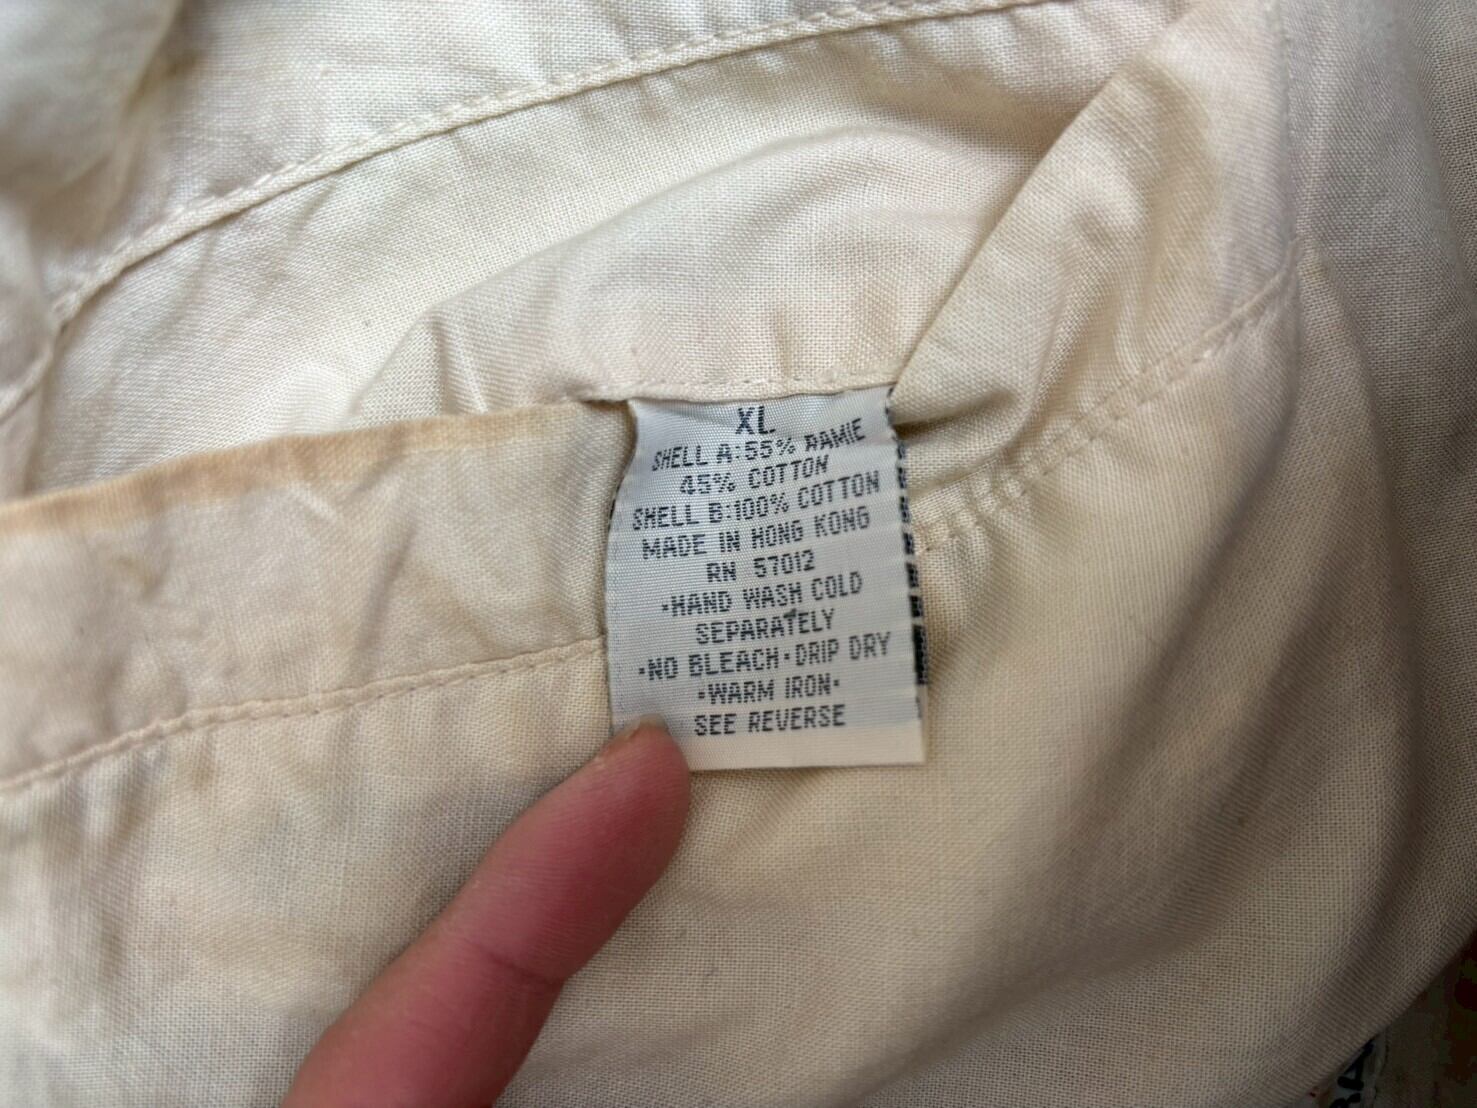 XL
SHELL A:55% RAMIE
45% COTTON
SHELL B:100% COTTON
MADE IN HONG KONG
RN 57012
•HAND WASH COLD
SEPARATELY
•NO BLEACH•DRIP DRY
•WARM IRON•
SEE REVERSE